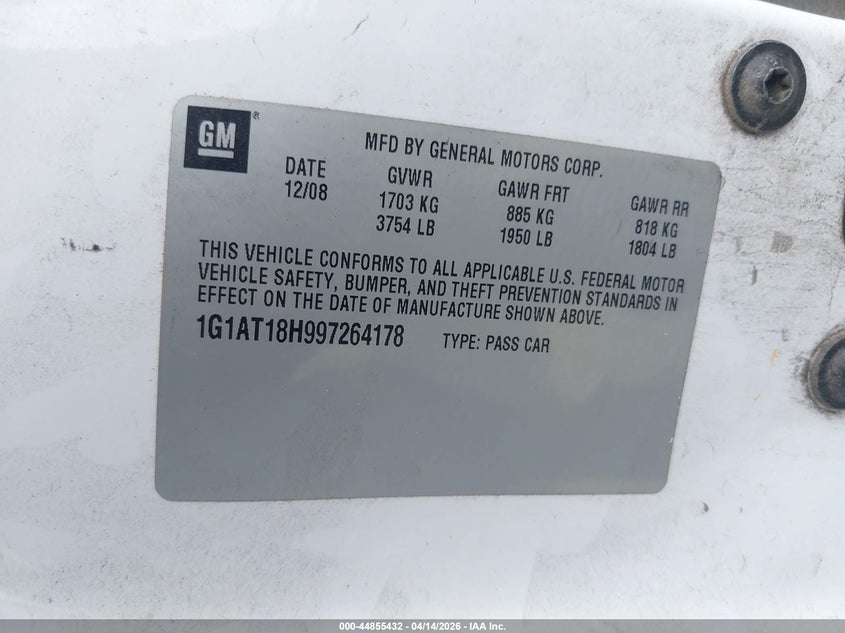 GM®
MFD BY GENERAL MOTORS CORP.
DATE GVWR GAWR FRT GAWR RR
12/08 1703 KG 885 KG 818 KG
3754 LB 1950 LB 1804 LB
THIS VEHICLE CONFORMS TO ALL APPLICABLE U.S. FEDERAL MOTOR
VEHICLE SAFETY, BUMPER, AND THEFT PREVENTION STANDARDS IN
EFFECT ON THE DATE OF MANUFACTURE SHOWN ABOVE.
1G1AT18H997264178 TYPE: PASS CAR
000-44855432 - 04/14/2026 - IAA Inc.